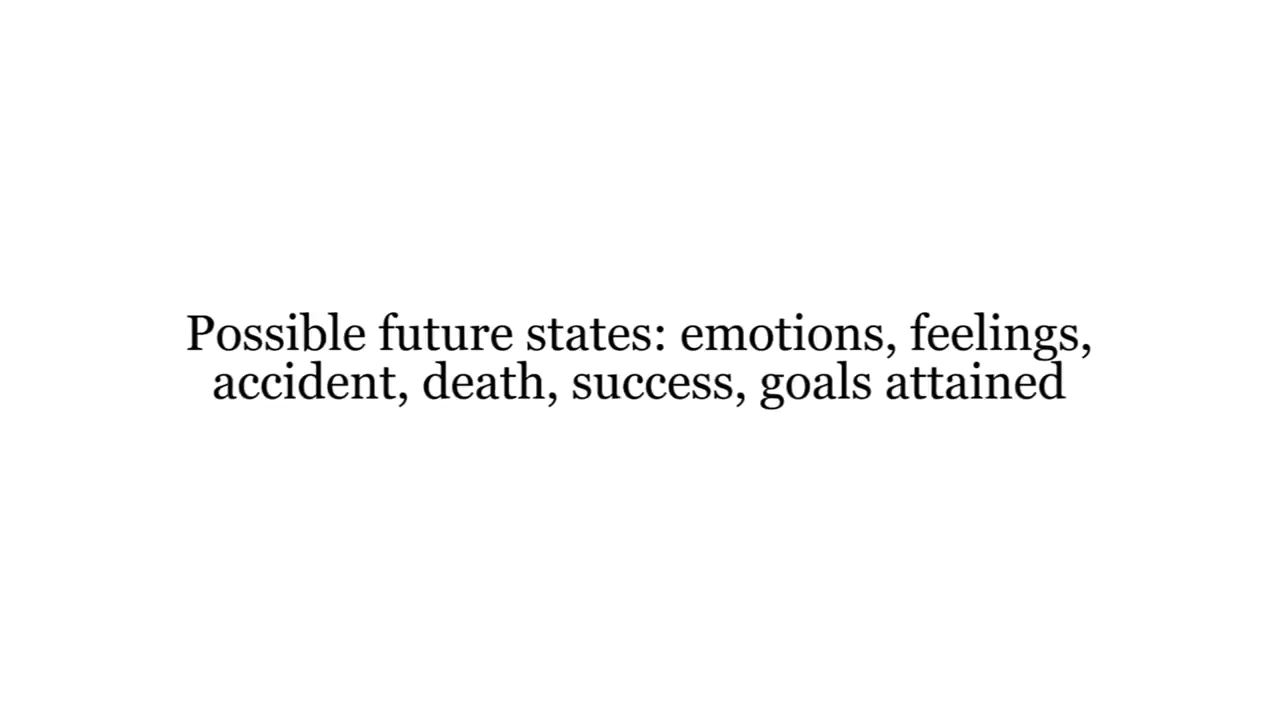 Possible future states: emotions, feelings,
accident, death, success, goals attained